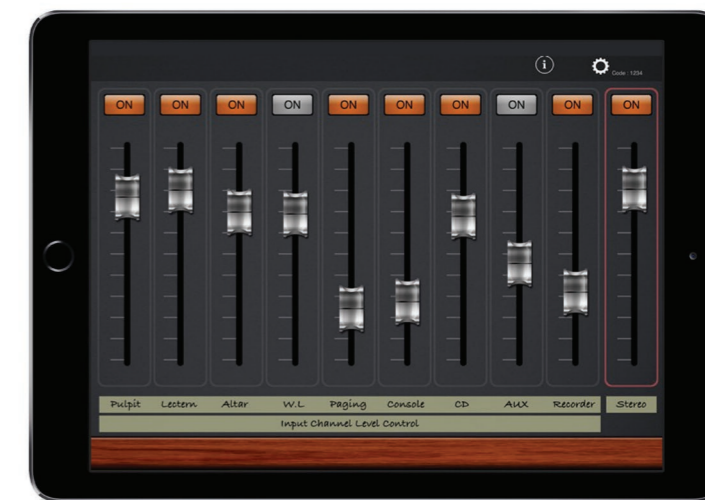 i
Code : 1234
ON ON ON ON ON ON ON ON ON ON
Pulpit Lectern Altar W.L Paging Console CD AUX Recorder Stereo
Input Channel Level Control